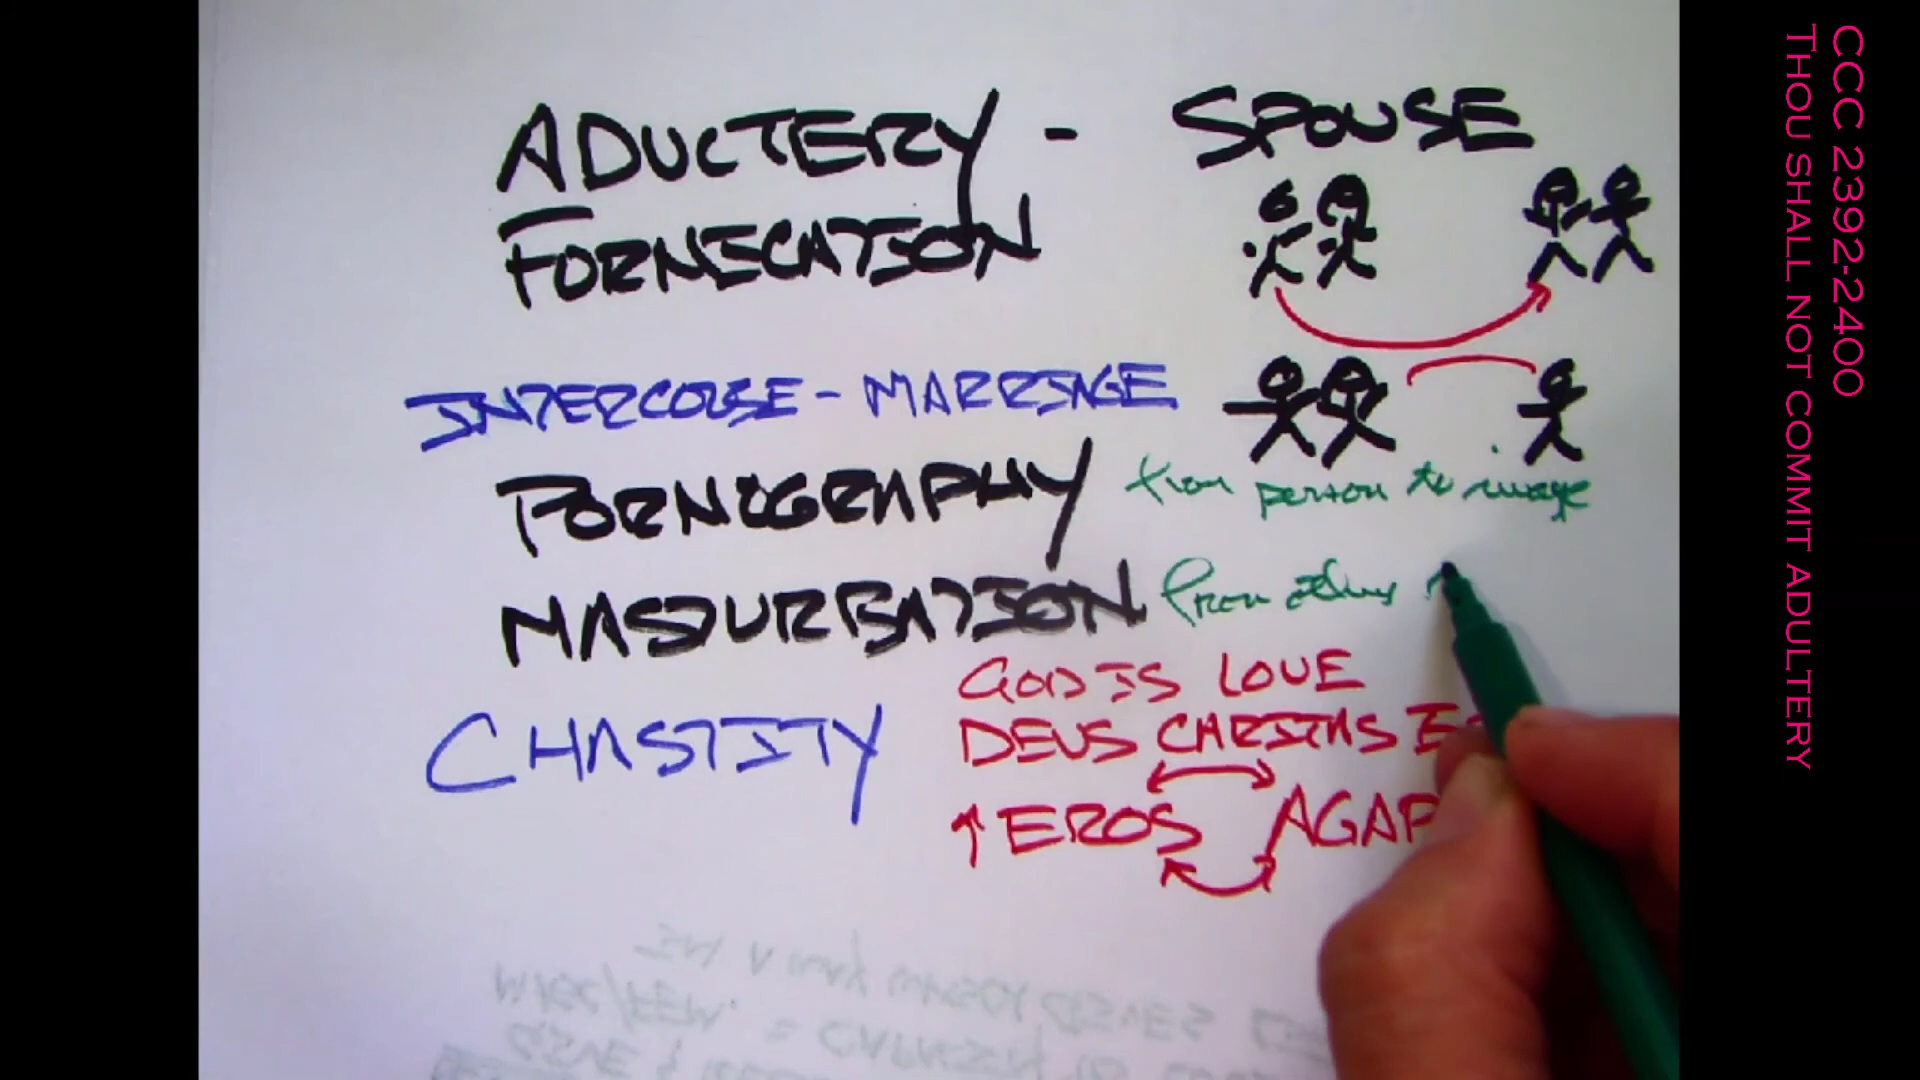 ADULTERY - SPOUSE
FORNICATION
INTERCOURSE - MARRIAGE
PORNOGRAPHY from person to image
MASTURBATION From others
GOD IS LOVE
DEUS CARITAS E
CHASTITY
↑ EROS AGAP
CCC 2392-2400
THOU SHALL NOT COMMIT ADULTERY